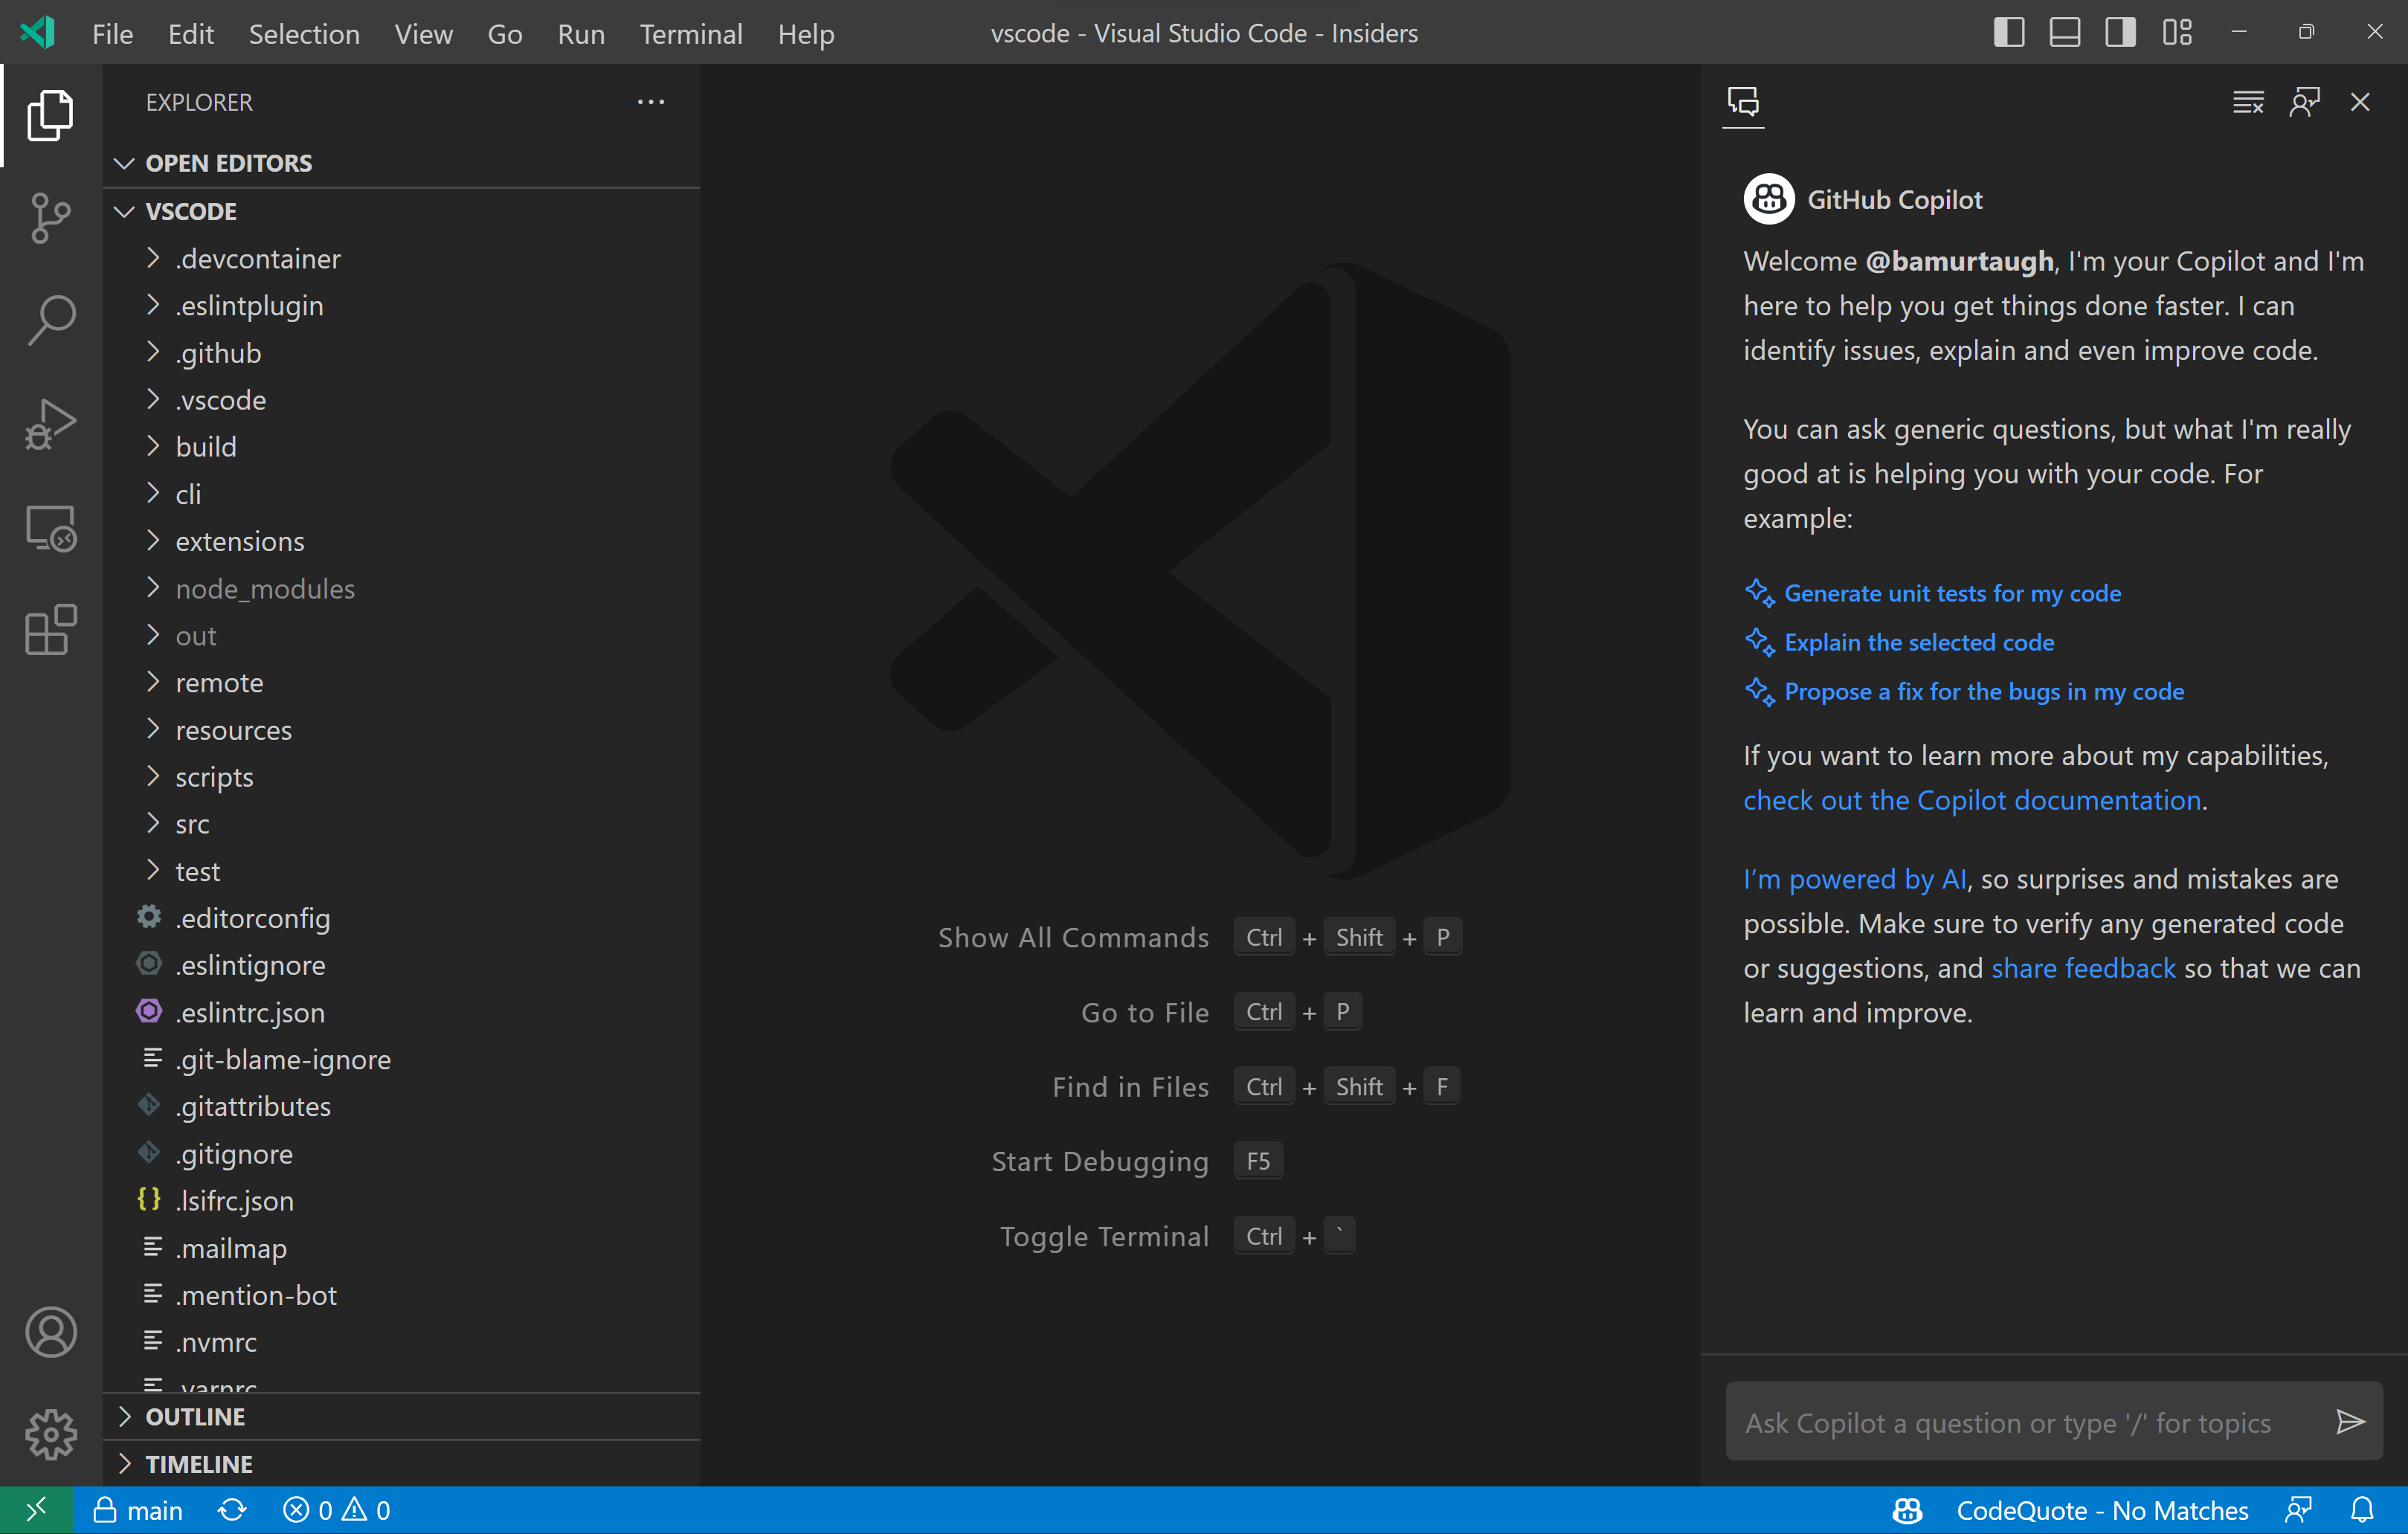 File Edit Selection View Go Run Terminal Help
vscode - Visual Studio Code - Insiders
EXPLORER
OPEN EDITORS
VSCODE
.devcontainer
.eslintplugin
.github
.vscode
build
cli
extensions
node_modules
out
remote
resources
scripts
src
test
.editorconfig
.eslintignore
.eslintrc.json
.git-blame-ignore
.gitattributes
.gitignore
.lsifrc.json
.mailmap
.mention-bot
.nvmrc
.yarnrc
OUTLINE
TIMELINE
Show All Commands Ctrl + Shift + P
Go to File Ctrl + P
Find in Files Ctrl + Shift + F
Start Debugging F5
Toggle Terminal Ctrl + `
GitHub Copilot
Welcome @bamurtaugh, I'm your Copilot and I'm
here to help you get things done faster. I can
identify issues, explain and even improve code.
You can ask generic questions, but what I'm really
good at is helping you with your code. For
example:
Generate unit tests for my code
Explain the selected code
Propose a fix for the bugs in my code
If you want to learn more about my capabilities,
check out the Copilot documentation.
I’m powered by AI, so surprises and mistakes are
possible. Make sure to verify any generated code
or suggestions, and share feedback so that we can
learn and improve.
Ask Copilot a question or type '/' for topics
main 0 0
CodeQuote - No Matches